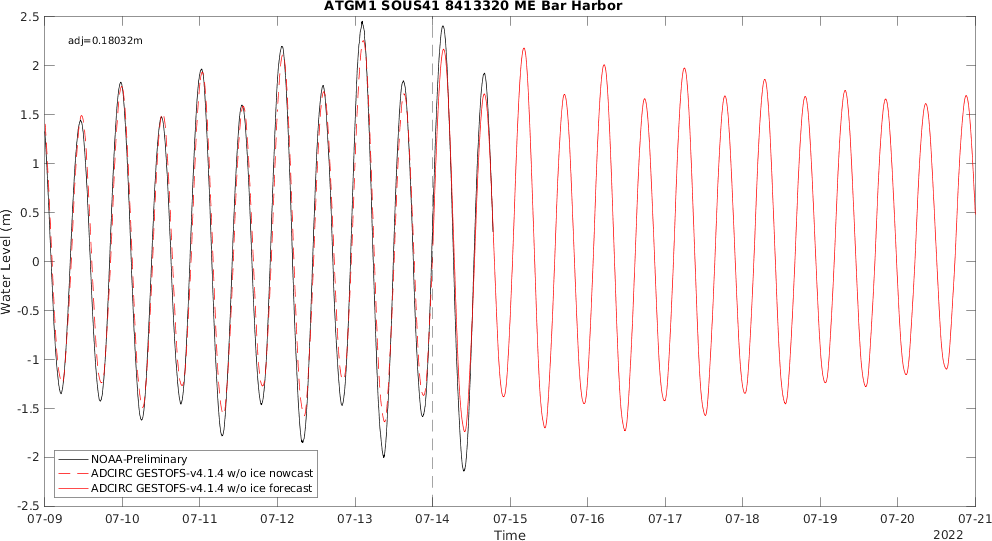 ATGM1 SOUS41 8413320 ME Bar Harbor
adj=0.18032m
2.5
2
1.5
1
0.5
0
-0.5
-1
-1.5
-2
-2.5
Water Level (m)
NOAA-Preliminary
ADCIRC GESTOFS-v4.1.4 w/o ice nowcast
ADCIRC GESTOFS-v4.1.4 w/o ice forecast
07-09 07-10 07-11 07-12 07-13 07-14 07-15 07-16 07-17 07-18 07-19 07-20 07-21
Time
2022